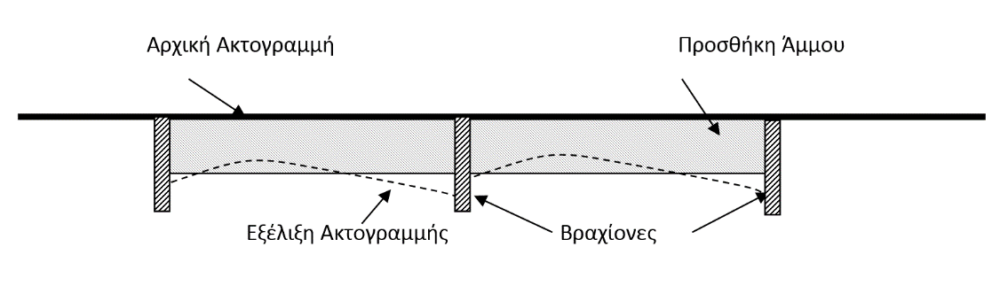 Αρχική Ακτογραμμή
Προσθήκη Άμμου
Εξέλιξη Ακτογραμμής
Βραχίονες